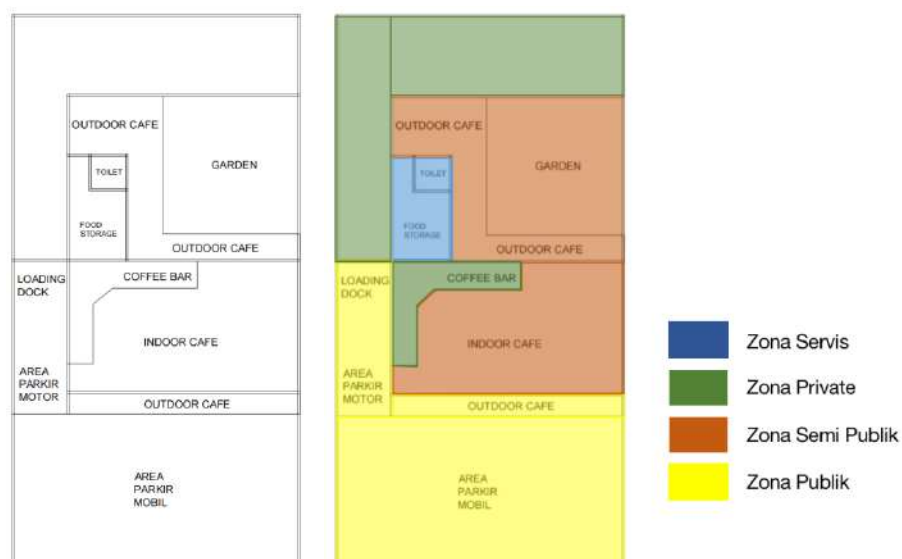 OUTDOOR CAFE
TOILET
GARDEN
FOOD
STORAGE
OUTDOOR CAFE
LOADING
DOCK
COFFEE BAR
INDOOR CAFE
AREA
PARKIR
MOTOR
OUTDOOR CAFE
AREA
PARKIR
MOBIL
OUTDOOR CAFE
TOILET
GARDEN
FOOD
STORAGE
OUTDOOR CAFE
LOADING
DOCK
COFFEE BAR
INDOOR CAFE
AREA
PARKIR
MOTOR
OUTDOOR CAFE
AREA
PARKIR
MOBIL
Zona Servis
Zona Private
Zona Semi Publik
Zona Publik